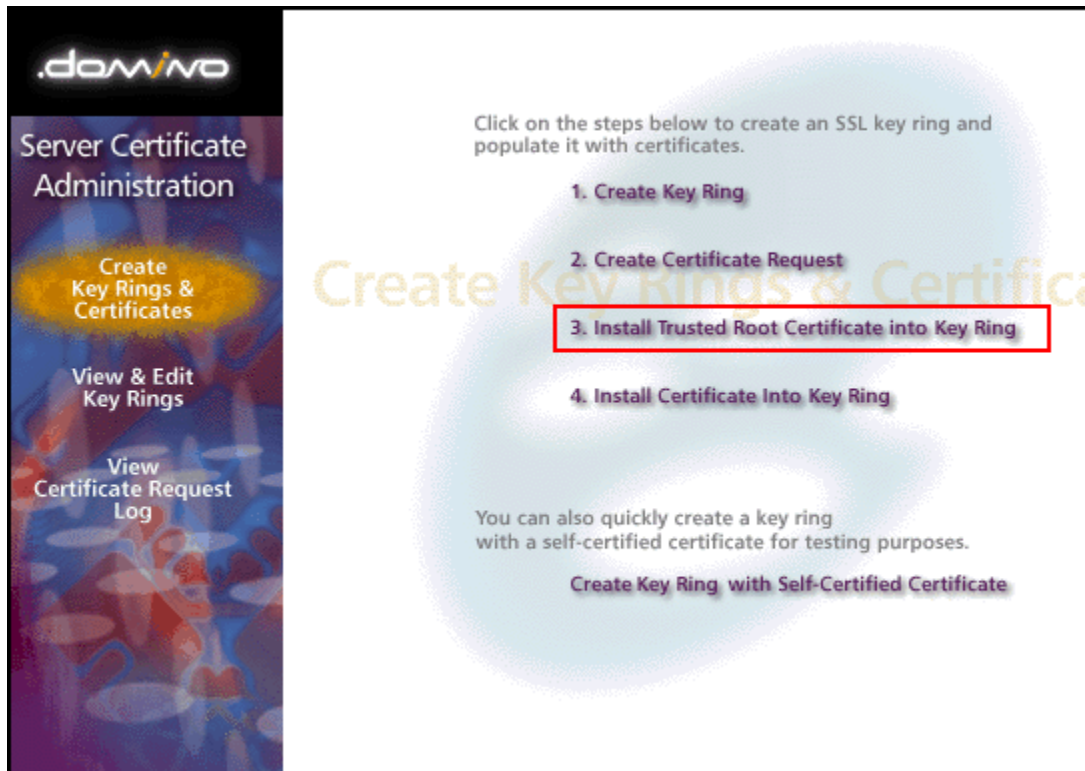 .domino
Server Certificate
Administration
Create
Key Rings &
Certificates
View & Edit
Key Rings
View
Certificate Request
Log
Click on the steps below to create an SSL key ring and
populate it with certificates.
1. Create Key Ring
2. Create Certificate Request
Create Key Rings & Certifica
3. Install Trusted Root Certificate into Key Ring
4. Install Certificate Into Key Ring
You can also quickly create a key ring
with a self-certified certificate for testing purposes.
Create Key Ring with Self-Certified Certificate